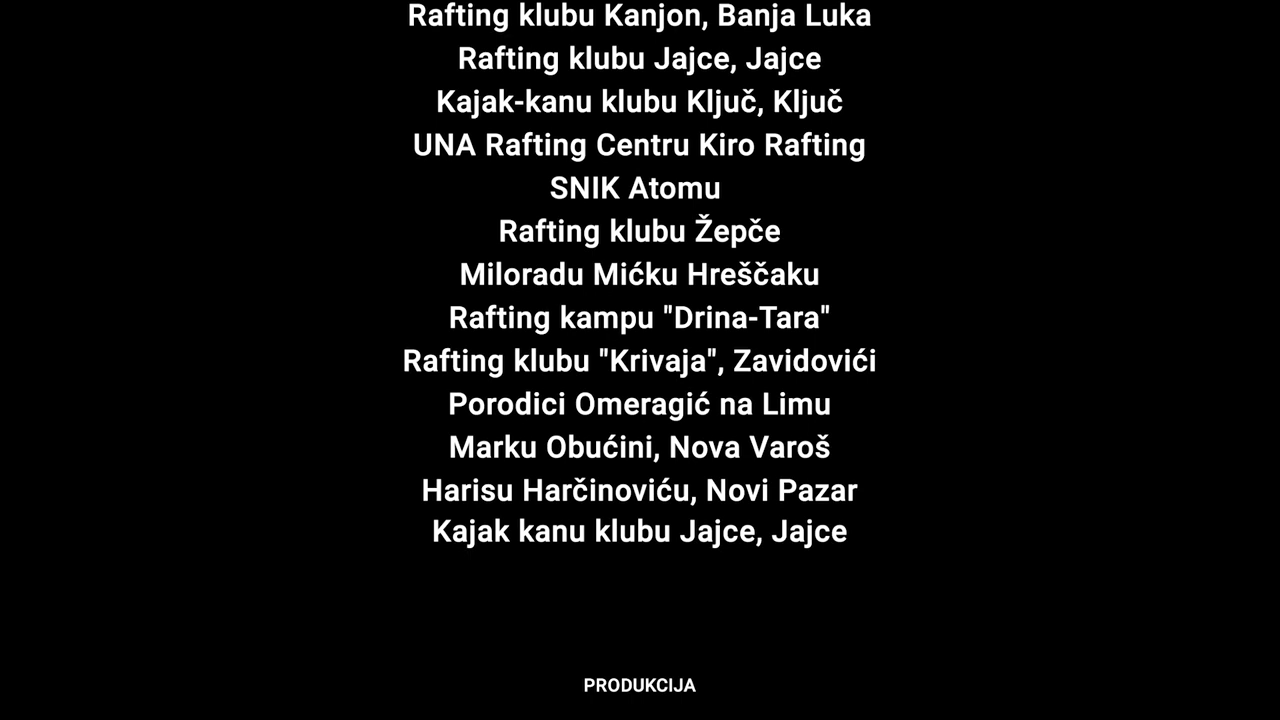 Rafting klubu Kanjon, Banja Luka
Rafting klubu Jajce, Jajce
Kajak-kanu klubu Ključ, Ključ
UNA Rafting Centru Kiro Rafting
SNIK Atomu
Rafting klubu Žepče
Miloradu Mićku Hreščaku
Rafting kampu "Drina-Tara"
Rafting klubu "Krivaja", Zavidovići
Porodici Omeragić na Limu
Marku Obućini, Nova Varoš
Harisu Harčinoviću, Novi Pazar
Kajak kanu klubu Jajce, Jajce
PRODUKCIJA